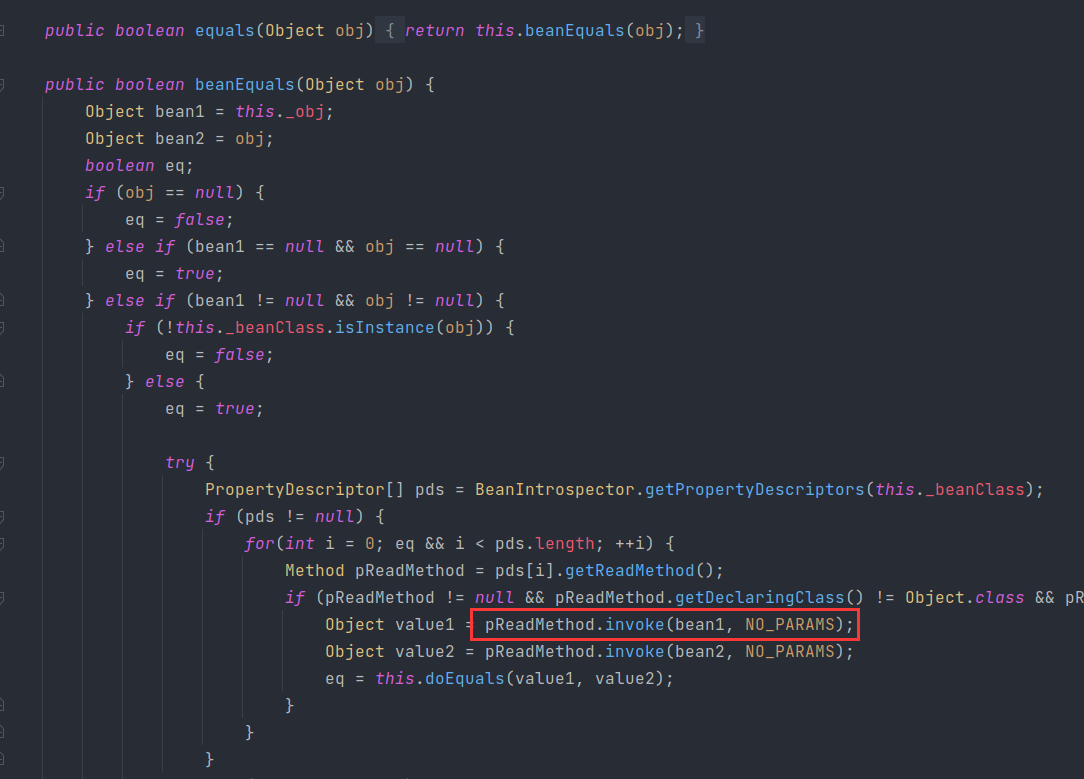 public boolean equals(Object obj) { return this.beanEquals(obj); }
public boolean beanEquals(Object obj) {
Object bean1 = this._obj;
Object bean2 = obj;
boolean eq;
if (obj == null) {
eq = false;
} else if (bean1 == null && obj == null) {
eq = true;
} else if (bean1 != null && obj != null) {
if (!this._beanClass.isInstance(obj)) {
eq = false;
} else {
eq = true;
try {
PropertyDescriptor[] pds = BeanIntrospector.getPropertyDescriptors(this._beanClass);
if (pds != null) {
for(int i = 0; eq && i < pds.length; ++i) {
Method pReadMethod = pds[i].getReadMethod();
if (pReadMethod != null && pReadMethod.getDeclaringClass() != Object.class && pR
Object value1 = pReadMethod.invoke(bean1, NO_PARAMS);
Object value2 = pReadMethod.invoke(bean2, NO_PARAMS);
eq = this.doEquals(value1, value2);
}
}
}